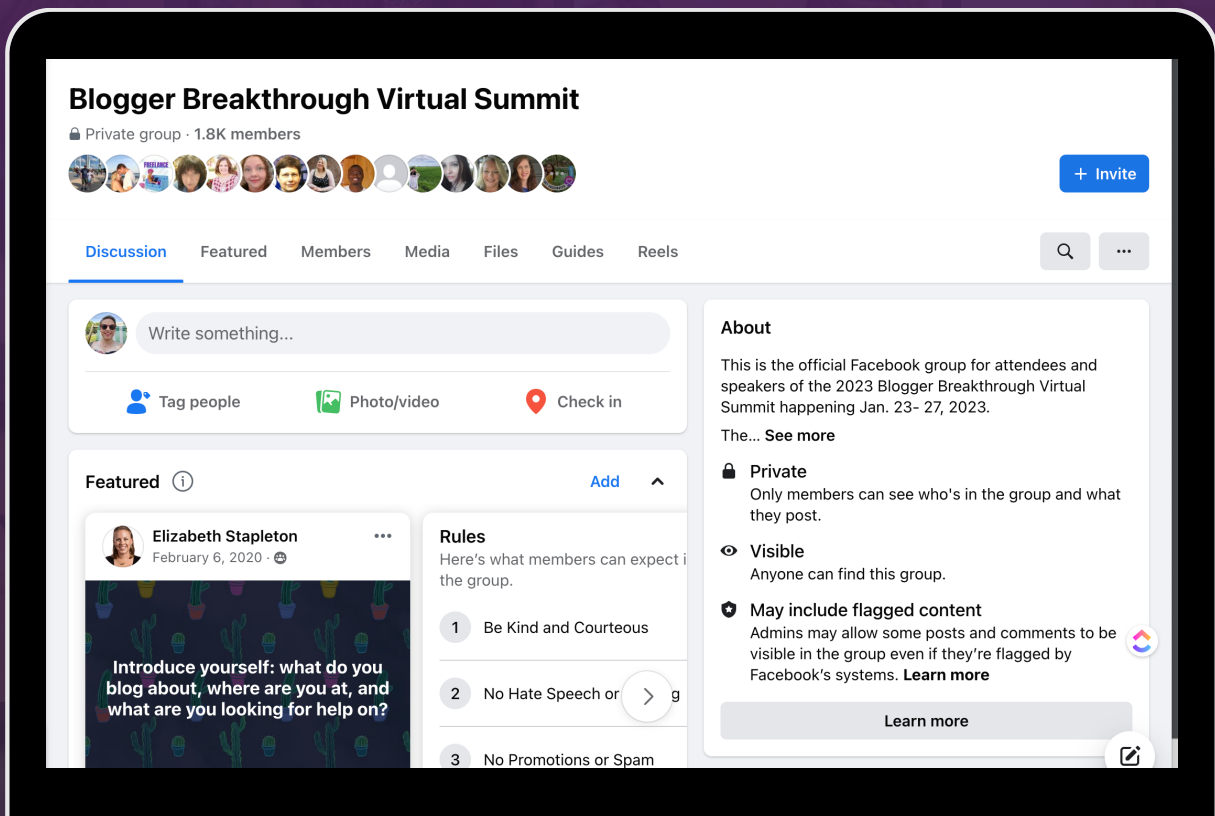 Blogger Breakthrough Virtual Summit
Private group · 1.8K members
FREELANCE
+ Invite
Discussion Featured Members Media Files Guides Reels
Write something...
Tag people Photo/video Check in
Featured Add
Elizabeth Stapleton
February 6, 2020 ·
Introduce yourself: what do you
blog about, where are you at, and
what are you looking for help on?
Rules
Here's what members can expect i
the group.
1 Be Kind and Courteous
2 No Hate Speech or g
3 No Promotions or Spam
About
This is the official Facebook group for attendees and
speakers of the 2023 Blogger Breakthrough Virtual
Summit happening Jan. 23- 27, 2023.
The... See more
Private
Only members can see who's in the group and what
they post.
Visible
Anyone can find this group.
May include flagged content
Admins may allow some posts and comments to be
visible in the group even if they're flagged by
Facebook's systems. Learn more
Learn more